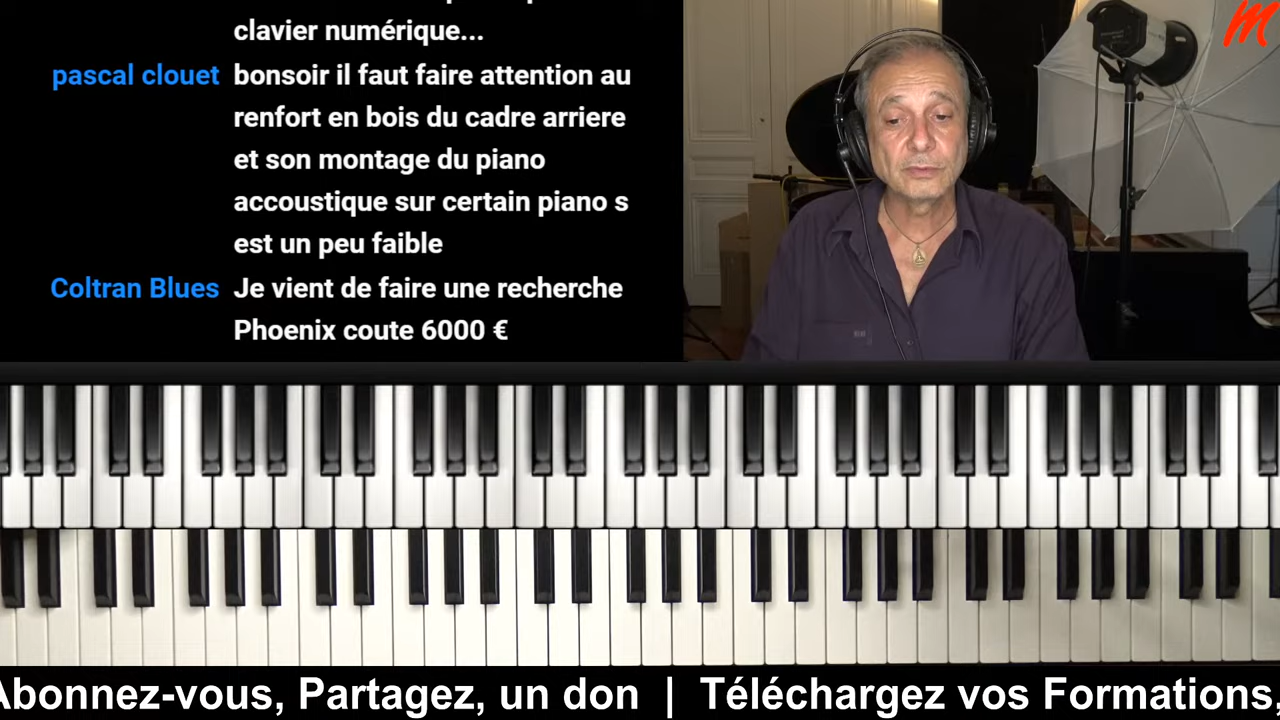 clavier numérique...
pascal clouet bonsoir il faut faire attention au
renfort en bois du cadre arriere
et son montage du piano
accoustique sur certain piano s
est un peu faible
Coltran Blues Je vient de faire une recherche
Phoenix coute 6000 €
M
Abonnez-vous, Partagez, un don | Téléchargez vos Formations,